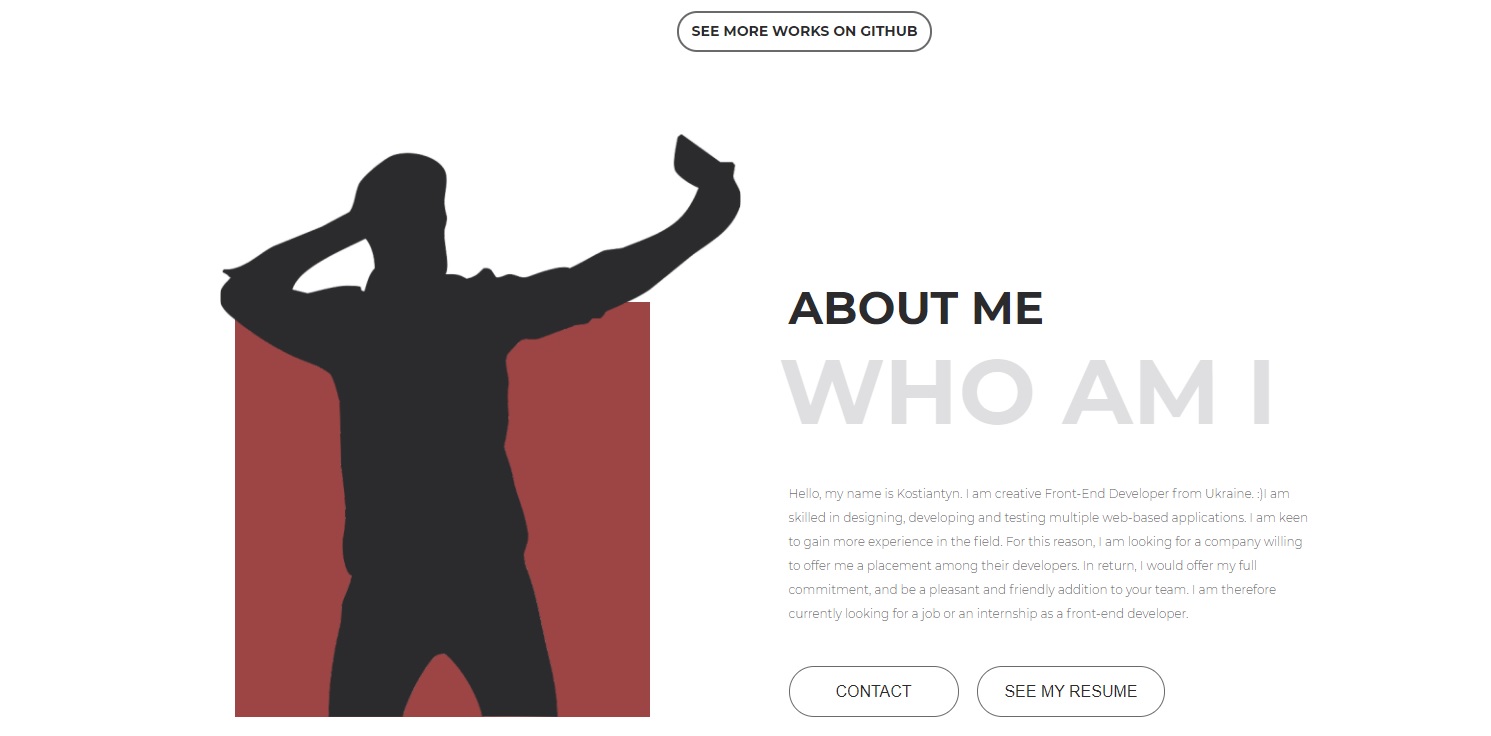 SEE MORE WORKS ON GITHUB
ABOUT ME
WHO AM I
Hello, my name is Kostiantyn. I am creative Front-End Developer from Ukraine. :)I am
skilled in designing, developing and testing multiple web-based applications. I am keen
to gain more experience in the field. For this reason, I am looking for a company willing
to offer me a placement among their developers. In return, I would offer my full
commitment, and be a pleasant and friendly addition to your team. I am therefore
currently looking for a job or an internship as a front-end developer.
CONTACT
SEE MY RESUME